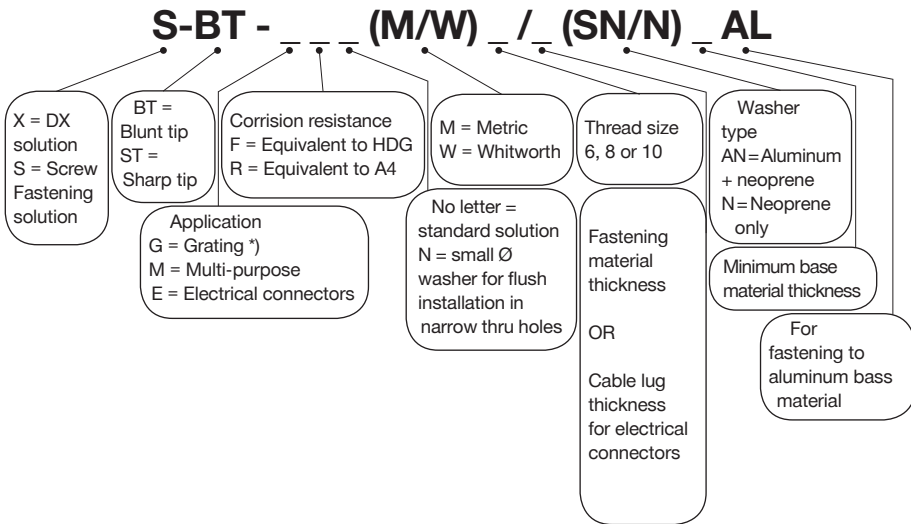 S-BT - _ _ _ (M/W) _ /_ (SN/N) _ AL
X = DX
solution
S = Screw
Fastening
solution
BT =
Blunt tip
ST =
Sharp tip
Corrision resistance
F = Equivalent to HDG
R = Equivalent to A4
M = Metric
W = Whitworth
Thread size
6, 8 or 10
Washer
type
AN=Aluminum
+ neoprene
N=Neoprene
only
Application
G = Grating *)
M = Multi-purpose
E = Electrical connectors
No letter =
standard solution
N = small Ø
washer for flush
installation in
narrow thru holes
Fastening
material
thickness
OR
Cable lug
thickness
for electrical
connectors
Minimum base
material thickness
For
fastening to
aluminum bass
material